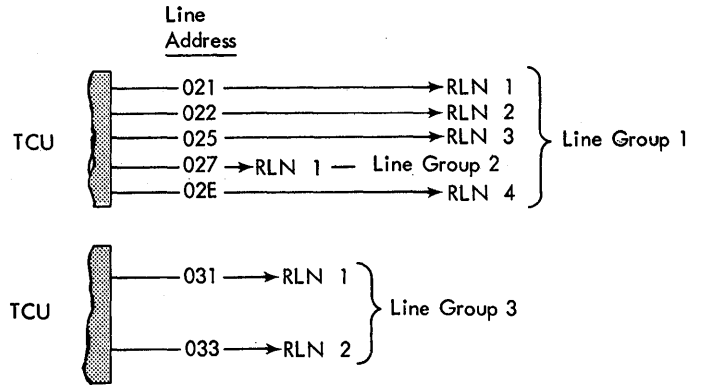 Line
Address
021 RLN 1
022 RLN 2
TCU 025 RLN 3 Line Group 1
027 RLN 1 — Line Group 2
02E RLN 4
031 RLN 1
TCU Line Group 3
033 RLN 2